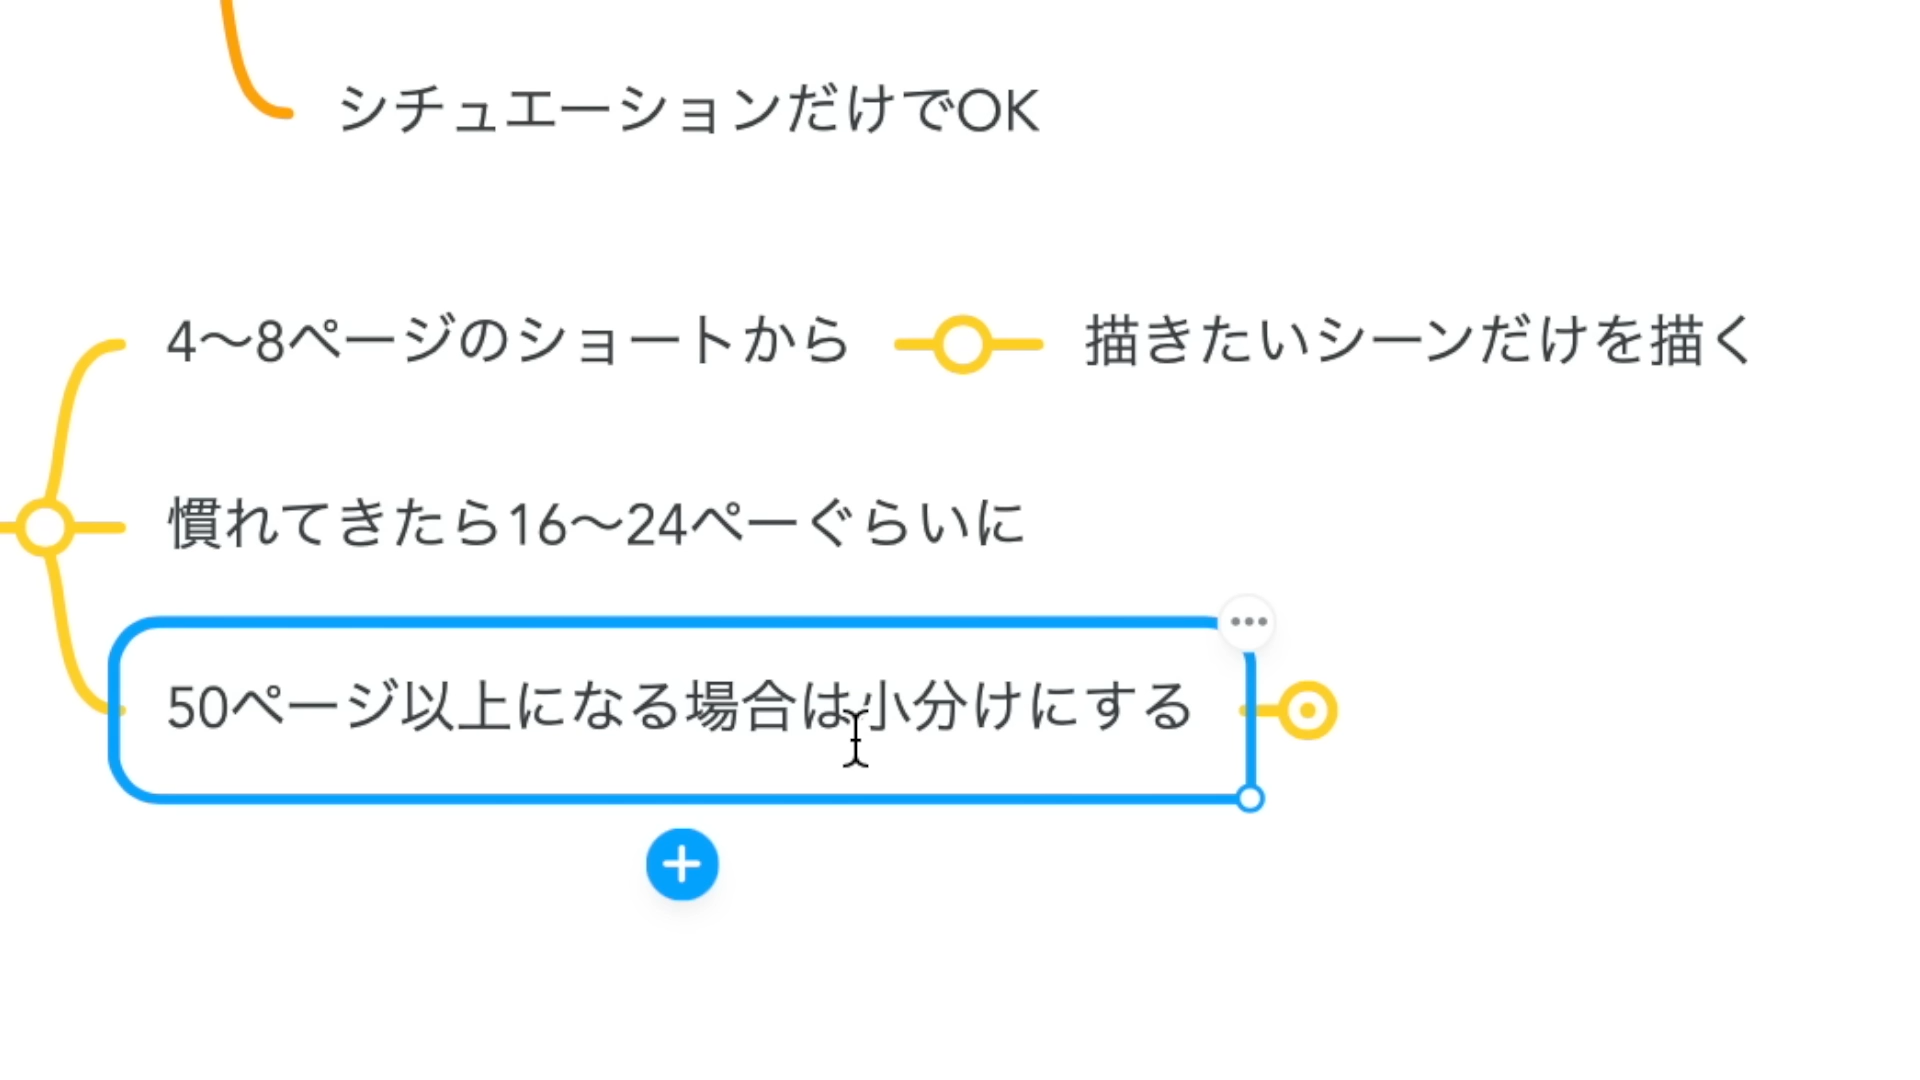 シチュエーションだけでOK
4〜8ページのショートから
描きたいシーンだけを描く
慣れてきたら16〜24ぺーぐらいに
50ページ以上になる場合は小分けにする